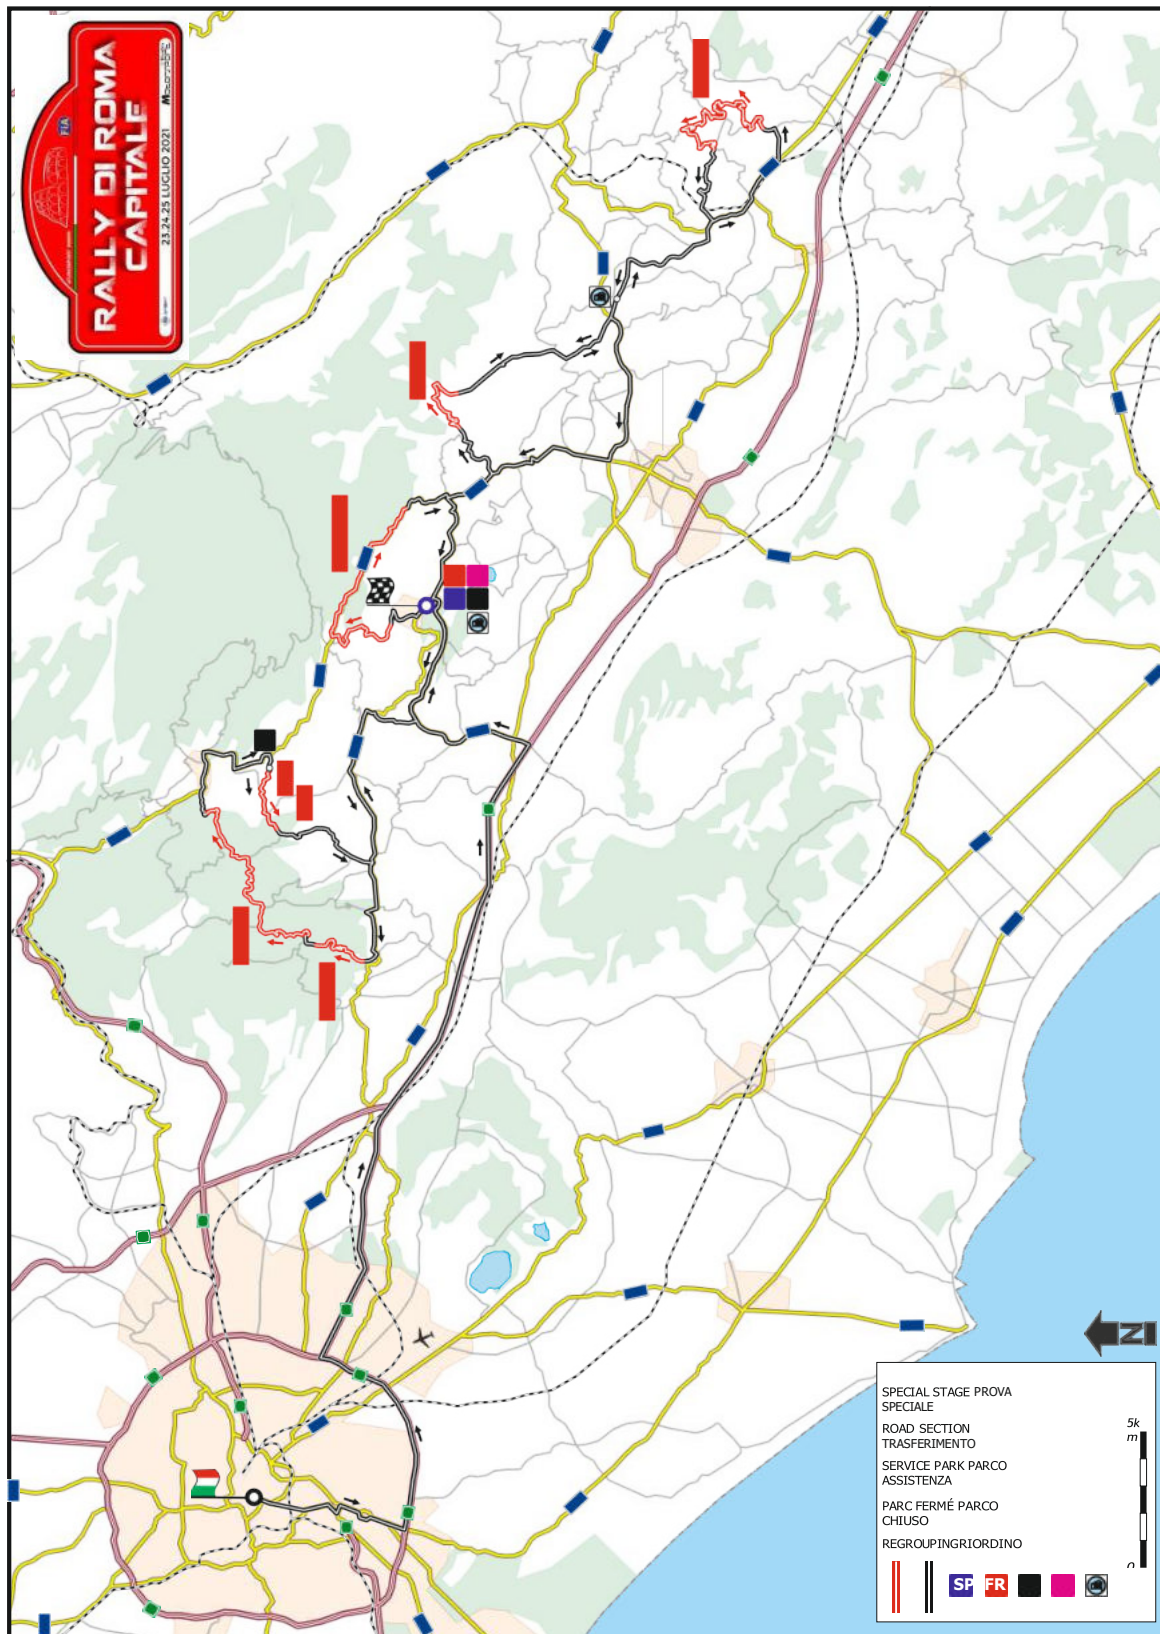 RALLY DI ROMA
CAPITALE
23.24.25 LUGLIO 2021
FIA
N
SPECIAL STAGE PROVA
SPECIALE
ROAD SECTION
TRASFERIMENTO
SERVICE PARK PARCO
ASSISTENZA
PARC FERMÉ PARCO
CHIUSO
REGROUPINGRIORDINO
5k
m
0
SP
FR